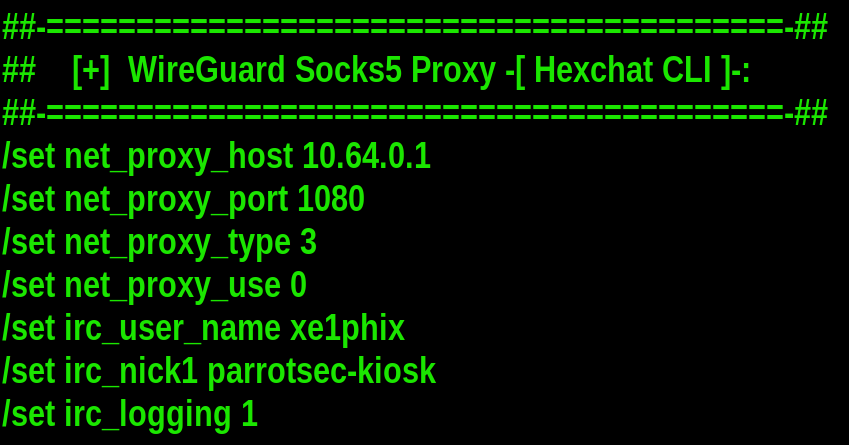 ##-=========================================-##
##    [+]  WireGuard Socks5 Proxy -[ Hexchat CLI ]-:
##-=========================================-##
/set net_proxy_host 10.64.0.1
/set net_proxy_port 1080
/set net_proxy_type 3
/set net_proxy_use 0
/set irc_user_name xe1phix
/set irc_nick1 parrotsec-kiosk
/set irc_logging 1